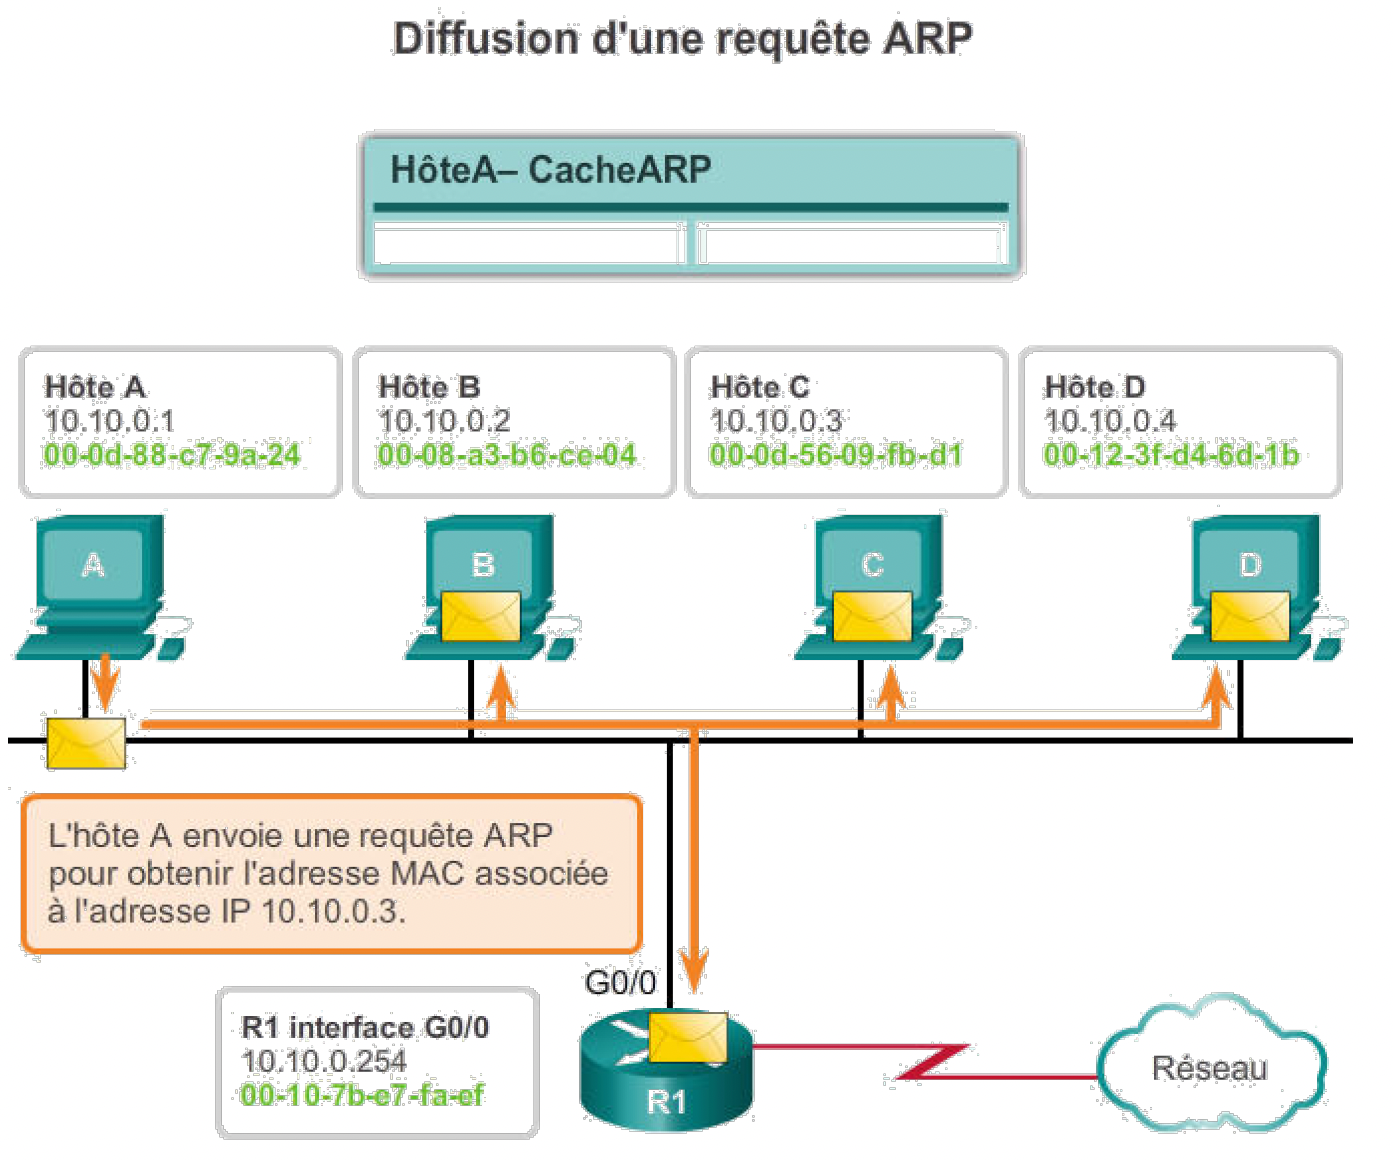 Diffusion d'une requête ARP
HôteA– CacheARP
Hôte A
10.10.0.1
00-0d-88-c7-9a-24
Hôte B
10.10.0.2
00-08-a3-b6-ce-04
Hôte C
10.10.0.3
00-0d-56-09-fb-d1
Hôte D
10.10.0.4
00-12-3f-d4-6d-1b
A
B
C
D
L'hôte A envoie une requête ARP
pour obtenir l'adresse MAC associée
à l'adresse IP 10.10.0.3.
G0/0
R1 interface G0/0
10.10.0.254
00-10-7b-e7-fa-ef
R1
Réseau